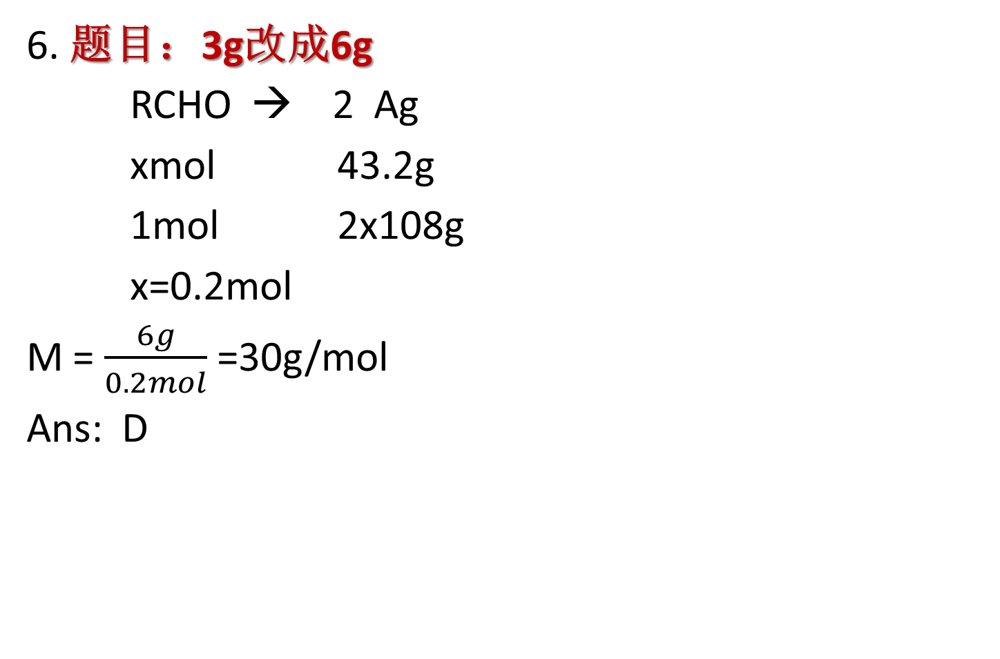 6. 题目：3g改成6g
RCHO → 2 Ag
xmol 43.2g
1mol 2x108g
x=0.2mol
M = \frac{6g}{0.2mol} =30g/mol
Ans: D